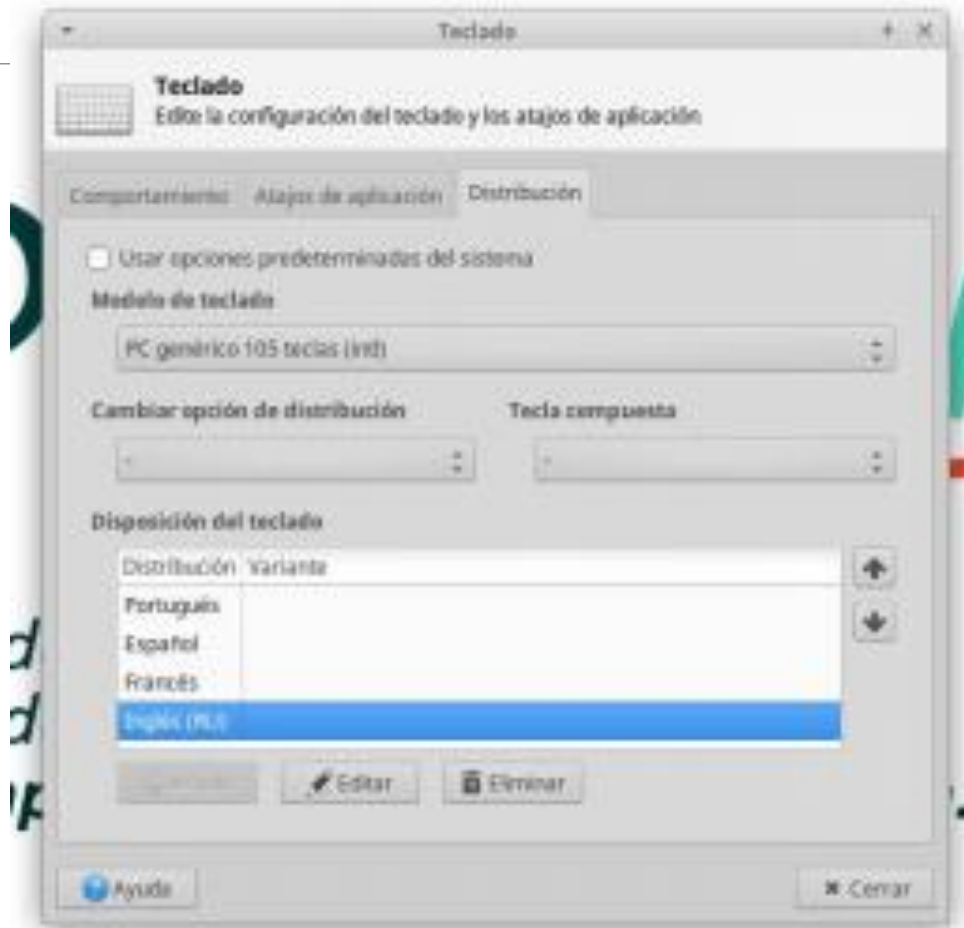 Teclado
Teclado
Edite la configuración del teclado y los atajos de aplicación
Comportamiento Atajos de aplicación Distribución
Usar opciones predeterminadas del sistema
Modelo de teclado
PC genérico 105 teclas (intl)
Cambiar opción de distribución Tecla compuesta
- -
Disposición del teclado
Distribución Variante
Portugués
Español
Francés
Inglés (RU)
Editar Eliminar
Ayuda Cerrar